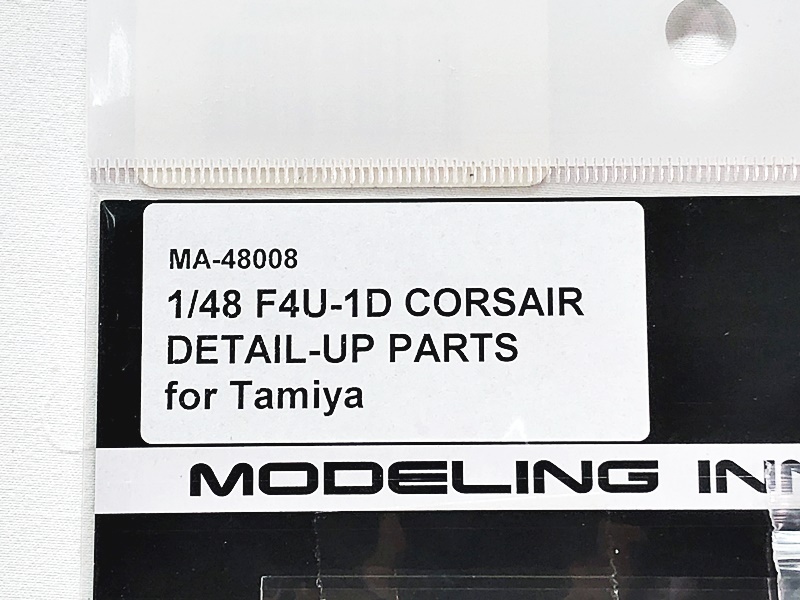 MA-48008
1/48 F4U-1D CORSAIR
DETAIL-UP PARTS
for Tamiya
MODELING